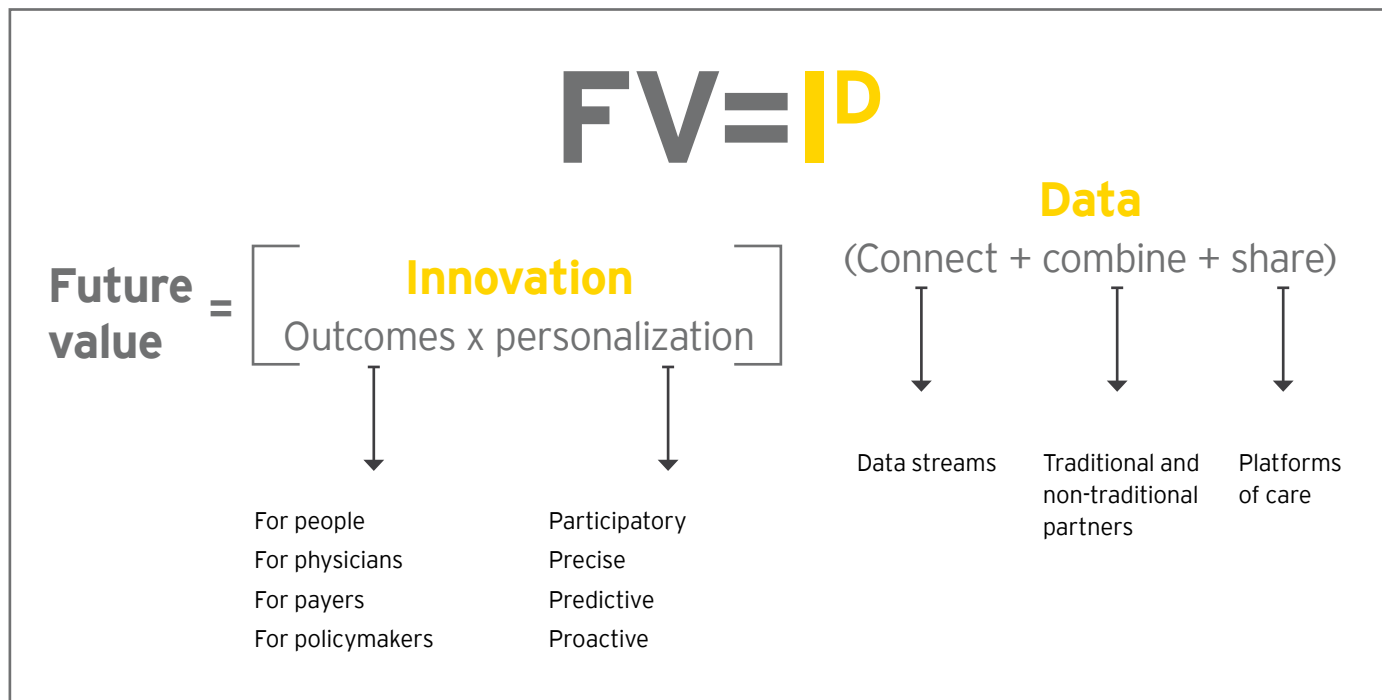 FV=I^D
Data
(Connect + combine + share)
Future
value
=
Innovation
Outcomes x personalization
For people
For physicians
For payers
For policymakers
Participatory
Precise
Predictive
Proactive
Data streams
Traditional and
non-traditional
partners
Platforms
of care